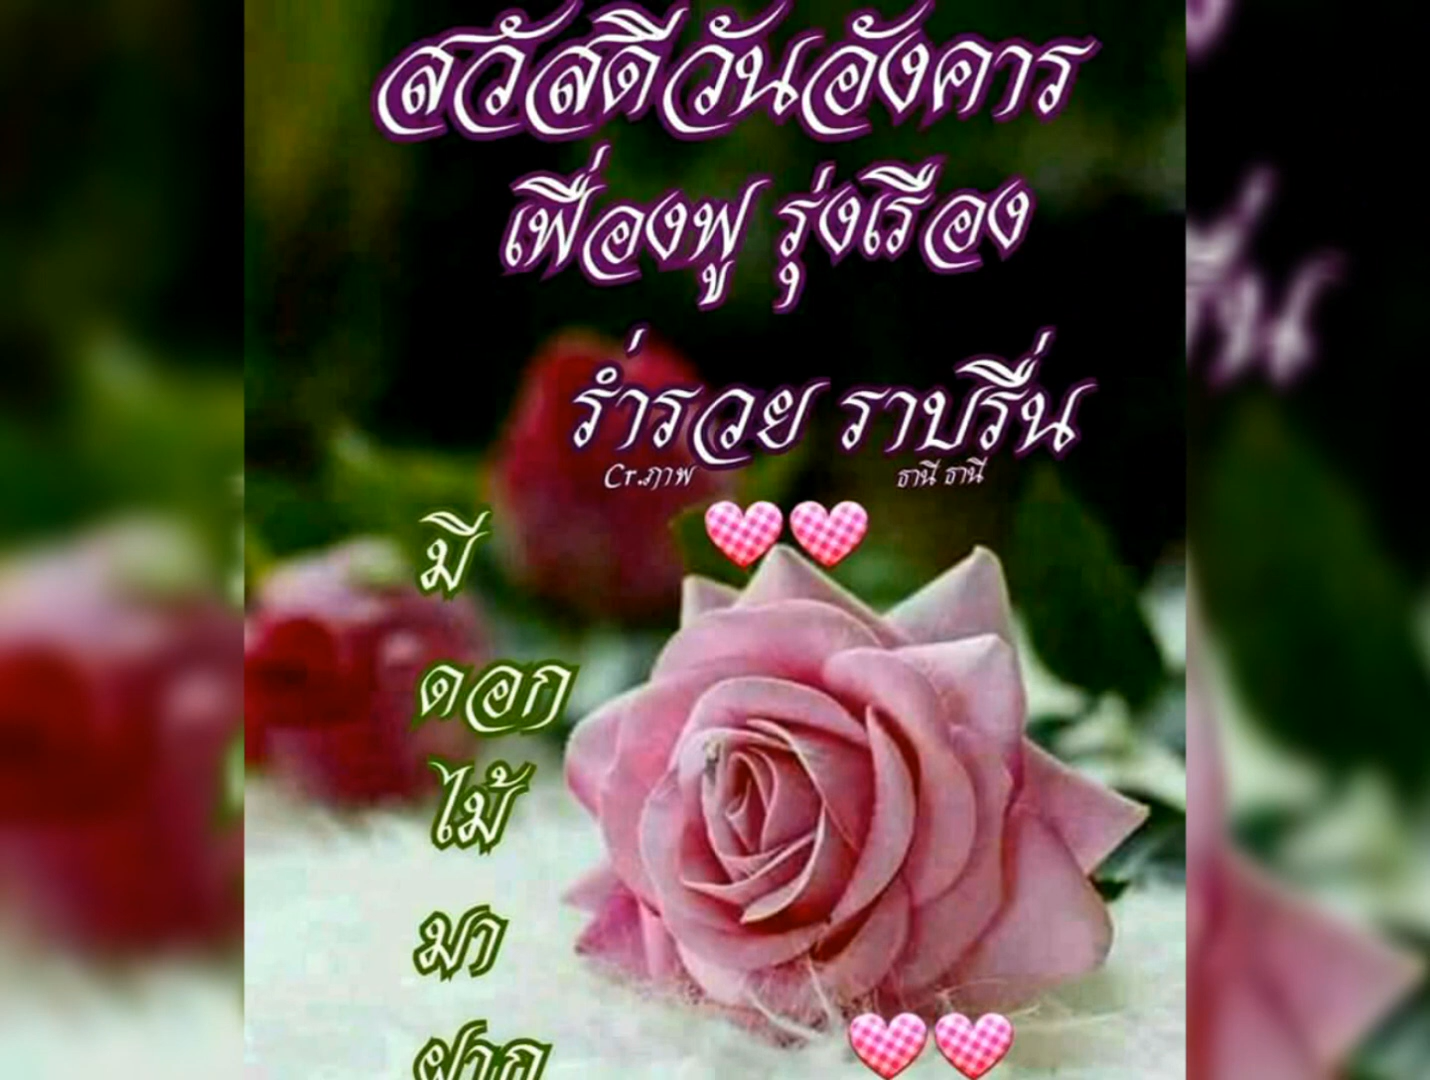 สวัสดีวันอังคาร
เฟื่องฟู รุ่งเรือง
ร่ำรวย ราบรื่น
Cr.ภาพ ธานี ธานี
มี
ดอก
ไม้
มา
ฝาก